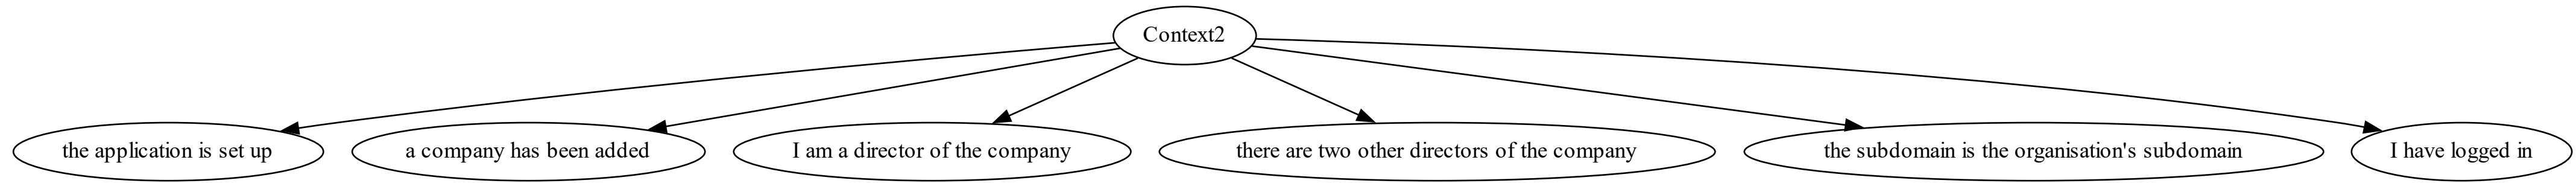 Context2
the application is set up
a company has been added
I am a director of the company
there are two other directors of the company
the subdomain is the organisation's subdomain
I have logged in